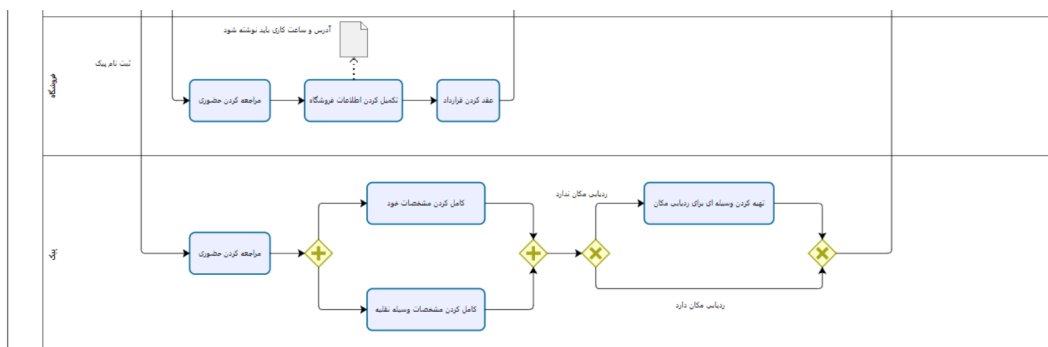 آدرس و ساعت کاری باید نوشته شود
ثبت نام پیک
فروشگاه
مراجعه کردن حضوری
تکمیل کردن اطلاعات فروشگاه
عقد کردن قرارداد
پیک
مراجعه کردن حضوری
کامل کردن مشخصات خود
کامل کردن مشخصات وسیله نقلیه
ردیابی مکان ندارد
تهیه کردن وسیله ای برای ردیابی مکان
ردیابی مکان دارد